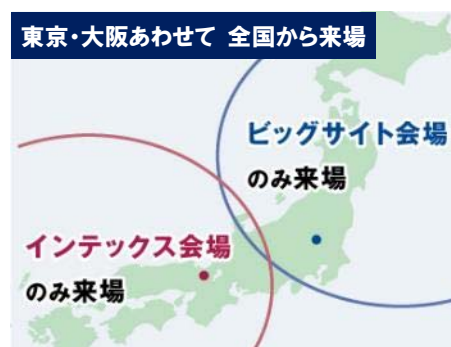 東京・大阪あわせて 全国から来場
ビッグサイト会場
のみ来場
インテックス会場
のみ来場